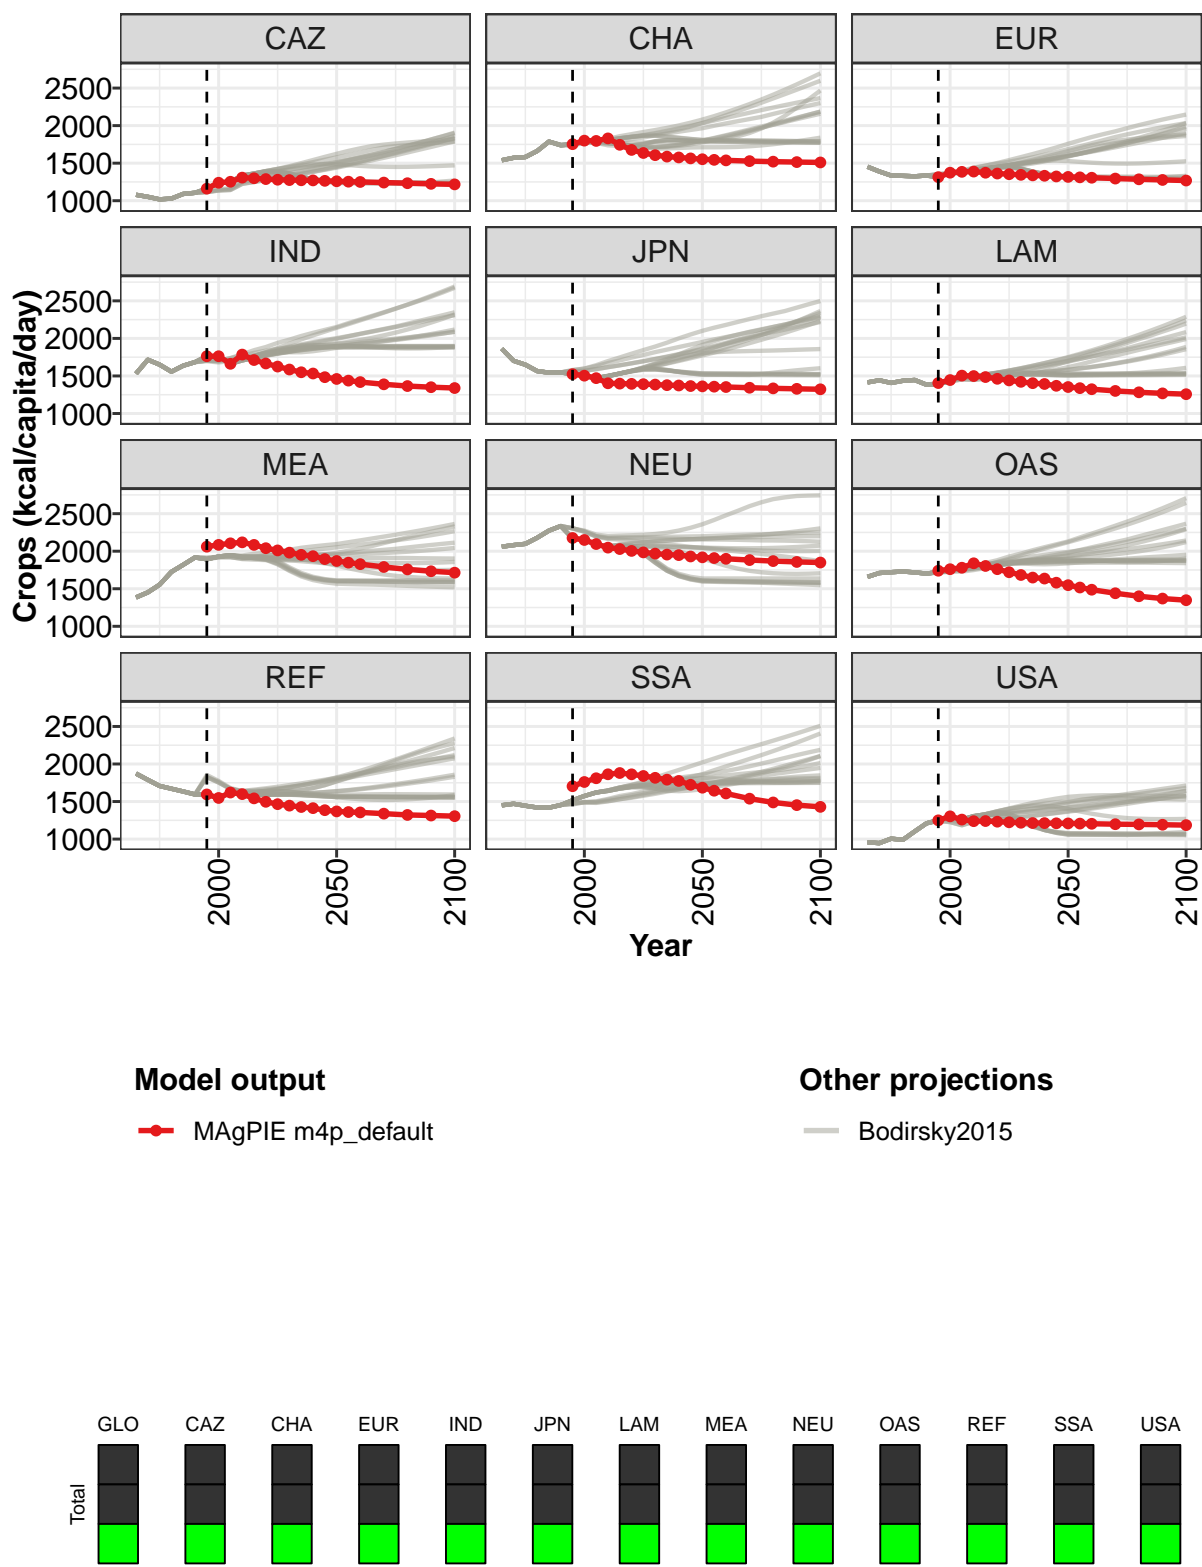 CAZ CHA EUR
2500
2000
1500
1000
IND JPN LAM
2500
2000
1500
1000
MEA NEU OAS
2500
2000
1500
1000
REF SSA USA
2500
2000
1500
1000
Crops (kcal/capita/day)
2000 2050 2100 2000 2050 2100 2000 2050 2100
Year
Model output Other projections
MAgPIE m4p_default Bodirsky2015
GLO CAZ CHA EUR IND JPN LAM MEA NEU OAS REF SSA USA
Total